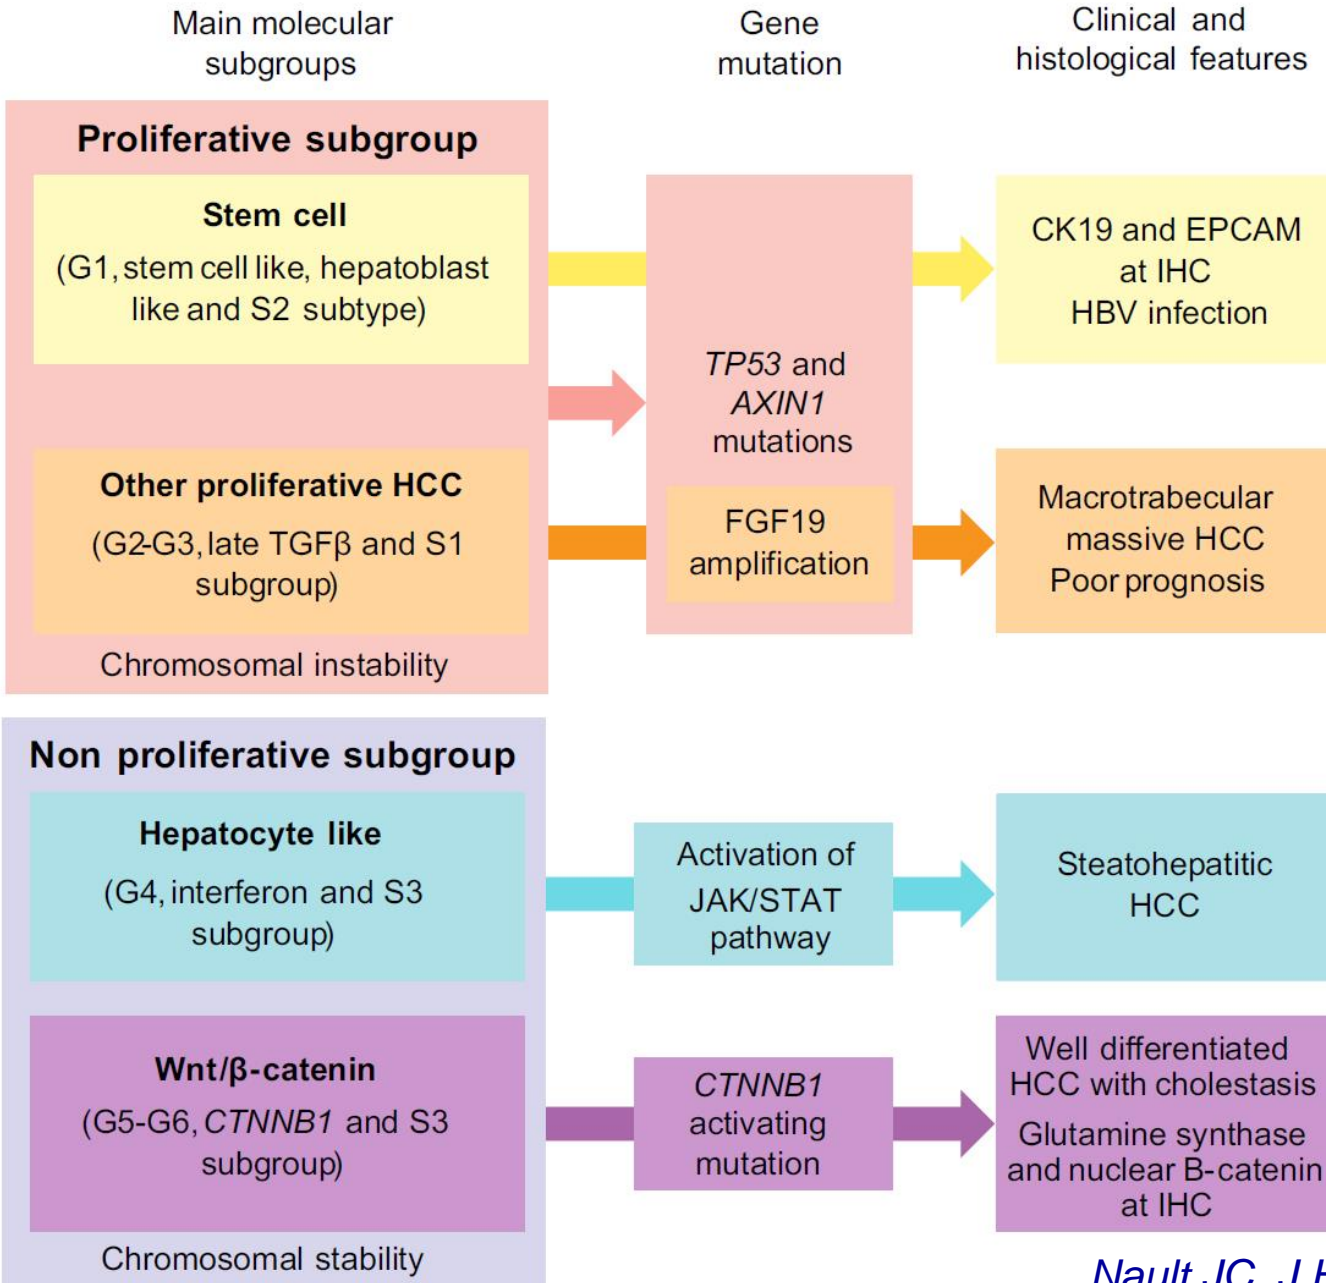 Main molecular
subgroups
Gene
mutation
Clinical and
histological features
Proliferative subgroup
Stem cell
(G1, stem cell like, hepatoblast
like and S2 subtype)
CK19 and EPCAM
at IHC
HBV infection
TP53 and
AXIN1
mutations
Other proliferative HCC
(G2-G3, late TGFβ and S1
subgroup)
FGF19
amplification
Macrotrabecular
massive HCC
Poor prognosis
Chromosomal instability
Non proliferative subgroup
Hepatocyte like
(G4, interferon and S3
subgroup)
Activation of
JAK/STAT
pathway
Steatohepatitic
HCC
Wnt/β-catenin
(G5-G6, CTNNB1 and S3
subgroup)
CTNNB1
activating
mutation
Well differentiated
HCC with cholestasis
Glutamine synthase
and nuclear B-catenin
at IHC
Chromosomal stability
Nault JC, J